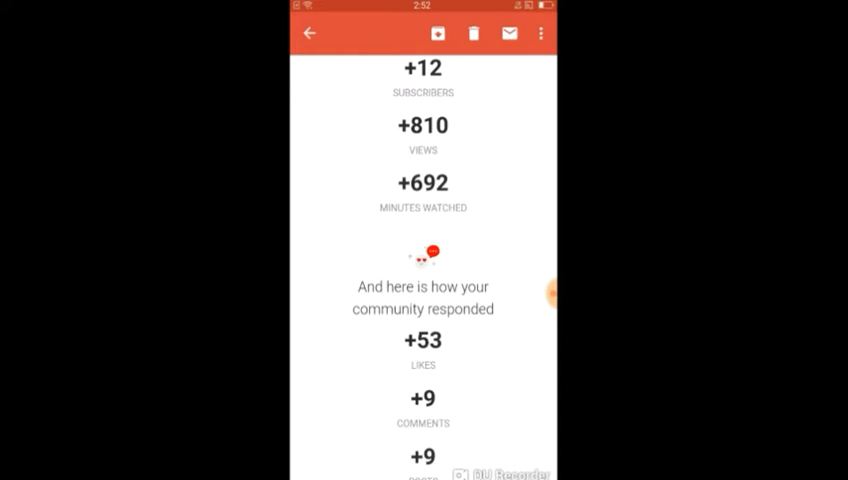 2:52
+12
SUBSCRIBERS
+810
VIEWS
+692
MINUTES WATCHED
And here is how your
community responded
+53
LIKES
+9
COMMENTS
+9
DU Recorder